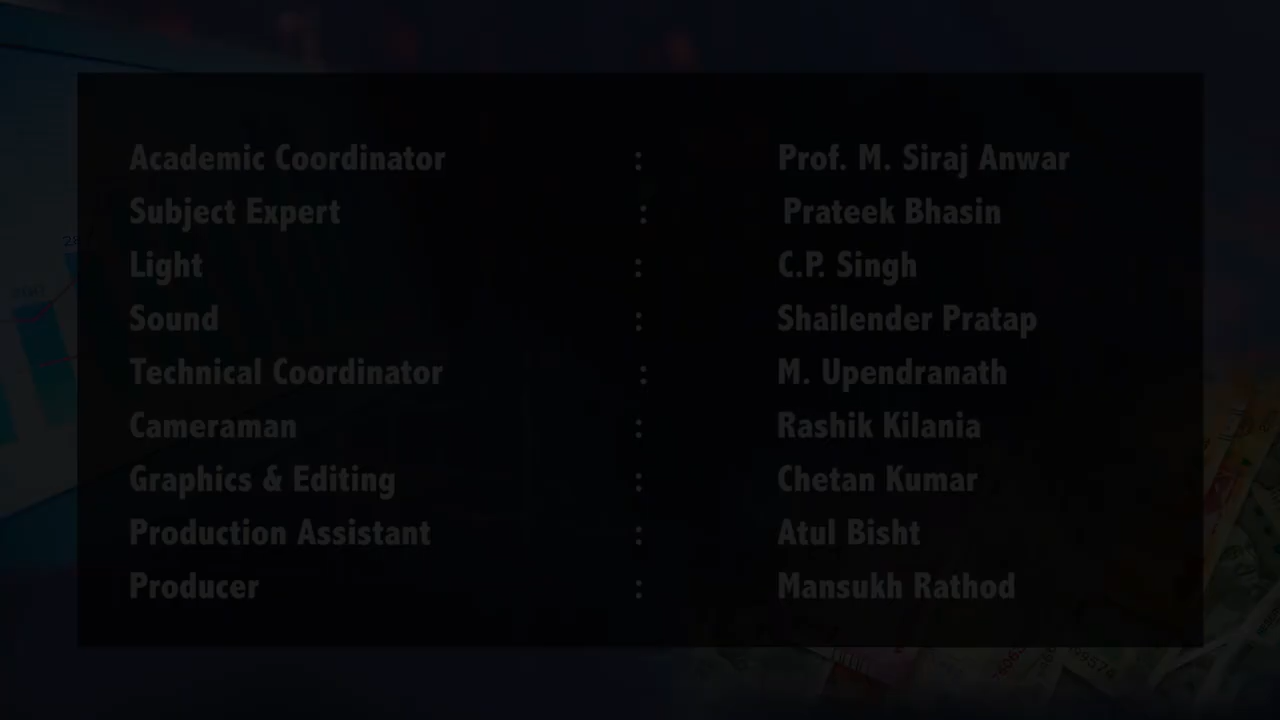 Academic Coordinator : Prof. M. Siraj Anwar
Subject Expert : Prateek Bhasin
Light : C.P. Singh
Sound : Shailender Pratap
Technical Coordinator : M. Upendranath
Cameraman : Rashik Kilania
Graphics & Editing : Chetan Kumar
Production Assistant : Atul Bisht
Producer : Mansukh Rathod